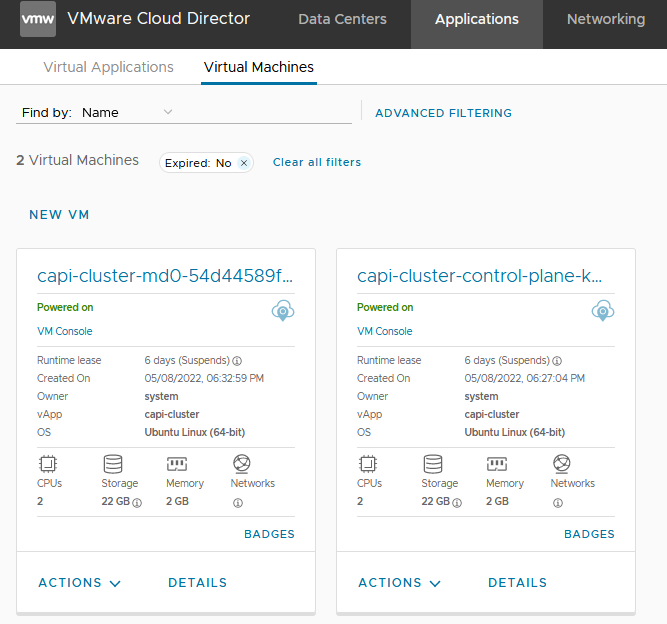 vmw VMware Cloud Director Data Centers Applications Networking
Virtual Applications Virtual Machines
Find by: Name ADVANCED FILTERING
2 Virtual Machines Expired: No × Clear all filters
NEW VM
capi-cluster-md0-54d44589f...
Powered on
VM Console
Runtime lease 6 days (Suspends)
Created On 05/08/2022, 06:32:59 PM
Owner system
vApp capi-cluster
OS Ubuntu Linux (64-bit)
CPUs Storage Memory Networks
2 22 GB 2 GB
BADGES
ACTIONS DETAILS
capi-cluster-control-plane-k...
Powered on
VM Console
Runtime lease 6 days (Suspends)
Created On 05/08/2022, 06:27:04 PM
Owner system
vApp capi-cluster
OS Ubuntu Linux (64-bit)
CPUs Storage Memory Networks
2 22 GB 2 GB
BADGES
ACTIONS DETAILS